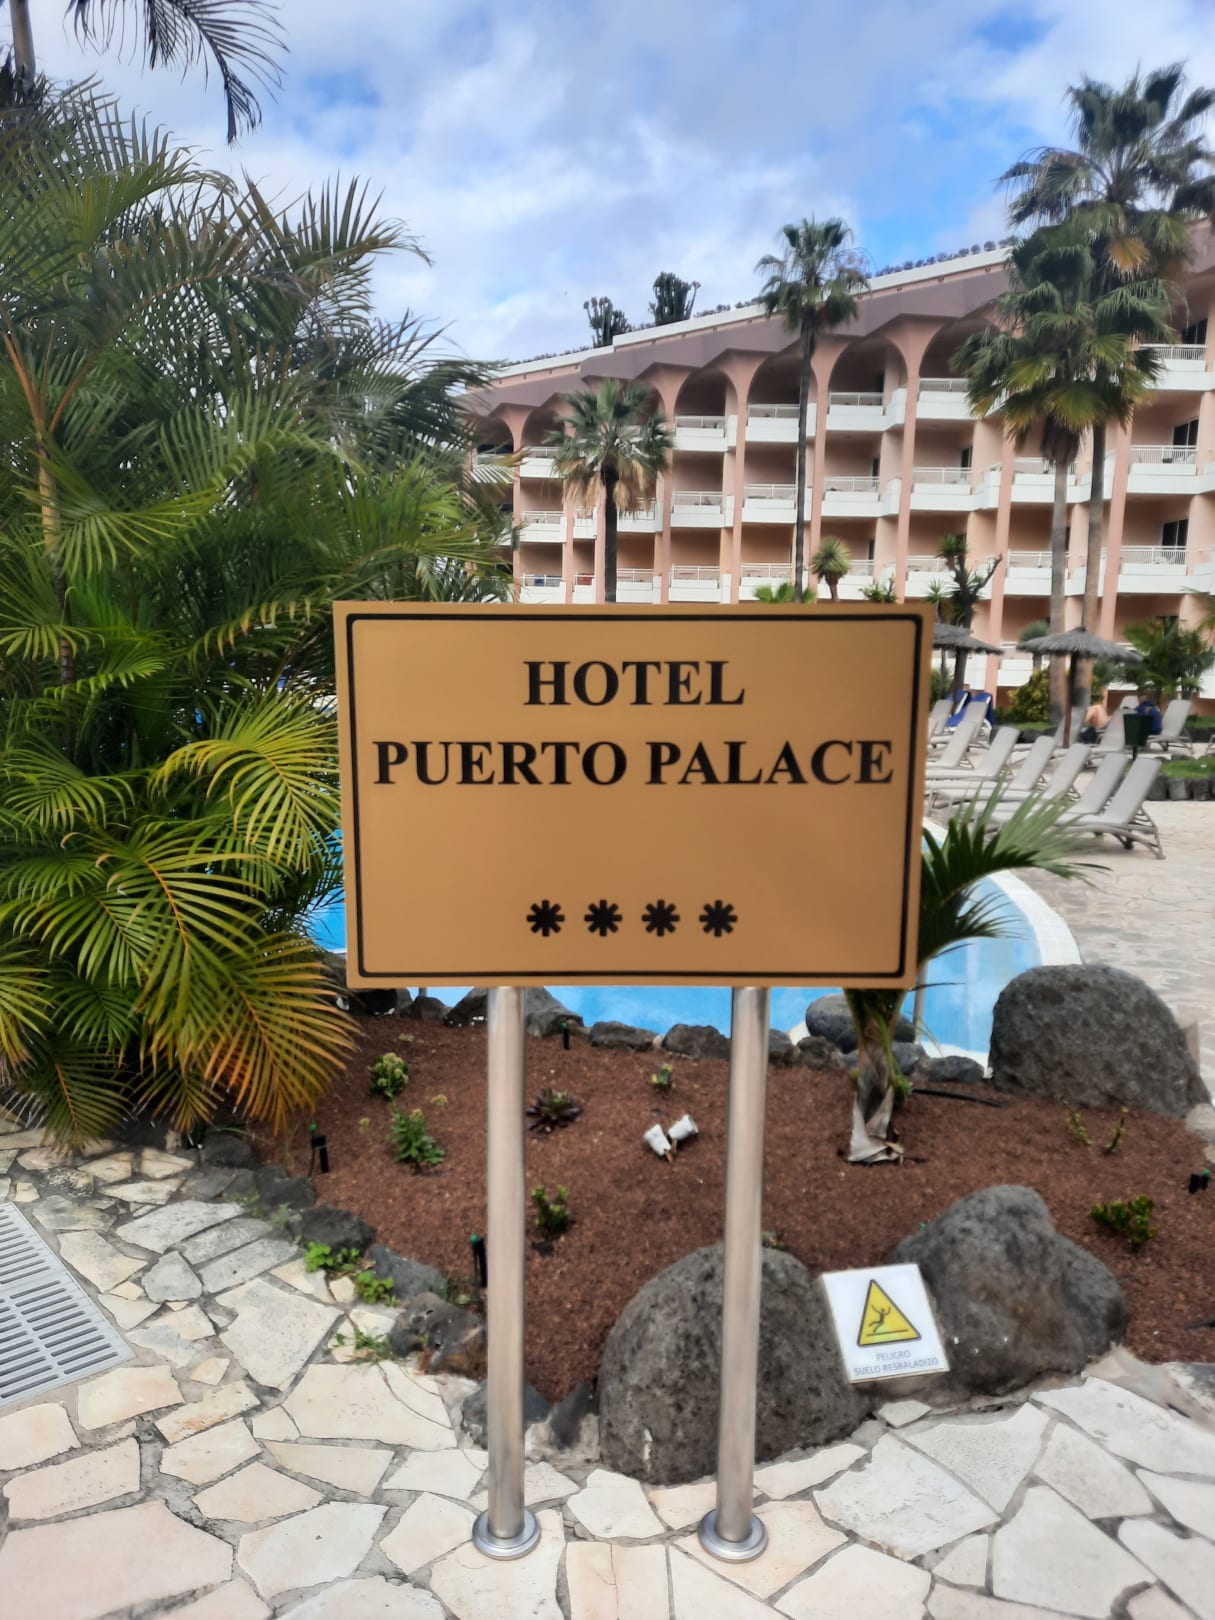 HOTEL
PUERTO PALACE
****
PELIGRO
SUELO RESBALADIZO